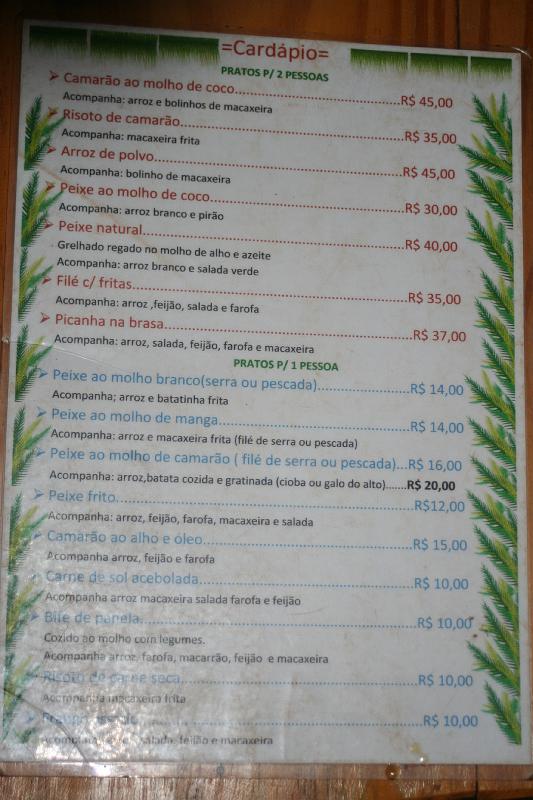 =Cardápio=
PRATOS P/ 2 PESSOAS
Camarão ao molho de coco...............................R$ 45,00
Acompanha: arroz e bolinhos de macaxeira
Risoto de camarão..........................................R$ 35,00
Acompanha: macaxeira frita
Arroz de polvo...............................................R$ 45,00
Acompanha: bolinho de macaxeira
Peixe ao molho de coco...................................R$ 30,00
Acompanha: arroz branco e pirão
Peixe natural.................................................R$ 40,00
Grelhado regado no molho de alho e azeite
Acompanha: arroz branco e salada verde
Filé c/ fritas..................................................R$ 35,00
Acompanha: arroz ,feijão, salada e farofa
Picanha na brasa............................................R$ 37,00
Acompanha: arroz, salada, feijão, farofa e macaxeira
PRATOS P/ 1 PESSOA
Peixe ao molho branco(serra ou pescada)...................R$ 14,00
Acompanha; arroz e batatinha frita
Peixe ao molho de manga..................................R$ 14,00
Acompanha: arroz e macaxeira frita (filé de serra ou pescada)
Peixe ao molho de camarão ( filé de serra ou pescada)...R$ 16,00
Acompanha: arroz,batata cozida e gratinada (cioba ou galo do alto)......R$ 20,00
Peixe frito....................................................R$12,00
Acompanha: arroz, feijão, farofa, macaxeira e salada
Camarão ao alho e óleo....................................R$ 15,00
Acompanha arroz, feijão e farofa
Carne de sol acebolada....................................R$ 10,00
Acompanha arroz macaxeira salada farofa e feijão
Bife de panela...............................................R$ 10,00
Cozido ao molho com legumes.
Acompanha arroz, farofa, macarrão, feijão e macaxeira
Risoto de carne seca.......................................R$ 10,00
Acompanha macaxeira frita
R$ 10,00
salada, feijão e macaxeira